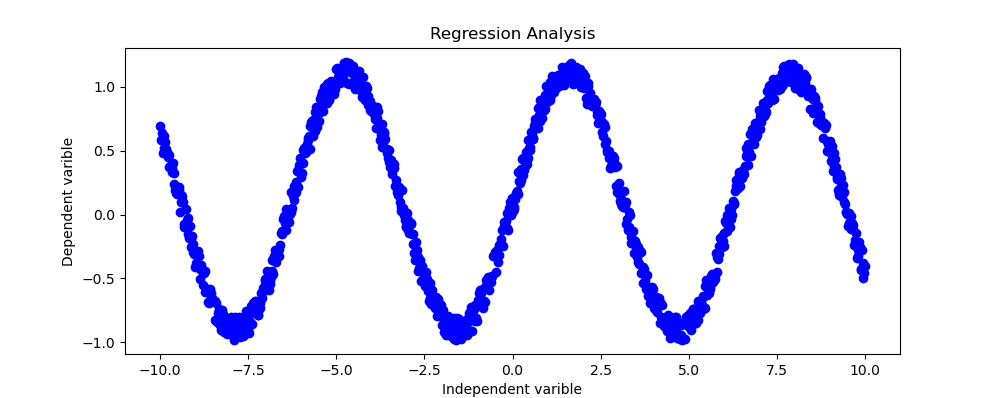 Regression Analysis
Dependent varible
1.0
0.5
0.0
−0.5
−1.0
−10.0 −7.5 −5.0 −2.5 0.0 2.5 5.0 7.5 10.0
Independent varible